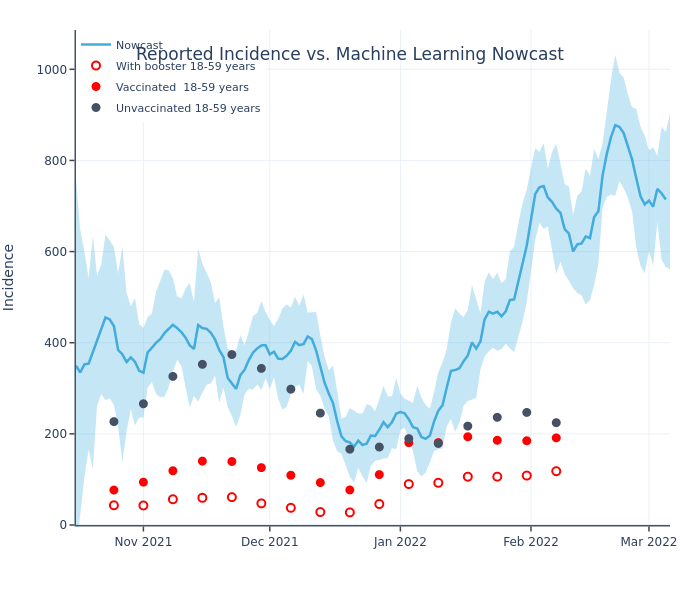 Reported Incidence vs. Machine Learning Nowcast
Nowcast
With booster 18-59 years
Vaccinated  18-59 years
Unvaccinated 18-59 years
Incidence
1000
800
600
400
200
0
Nov 2021
Dec 2021
Jan 2022
Feb 2022
Mar 2022